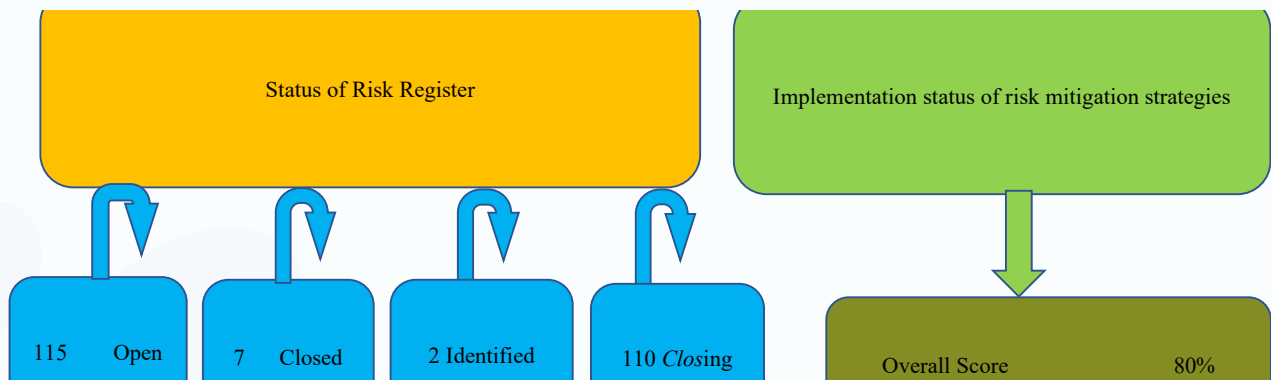 Status of Risk Register
Implementation status of risk mitigation strategies
115 Open
7 Closed
2 Identified
110 Closing
Overall Score 80%